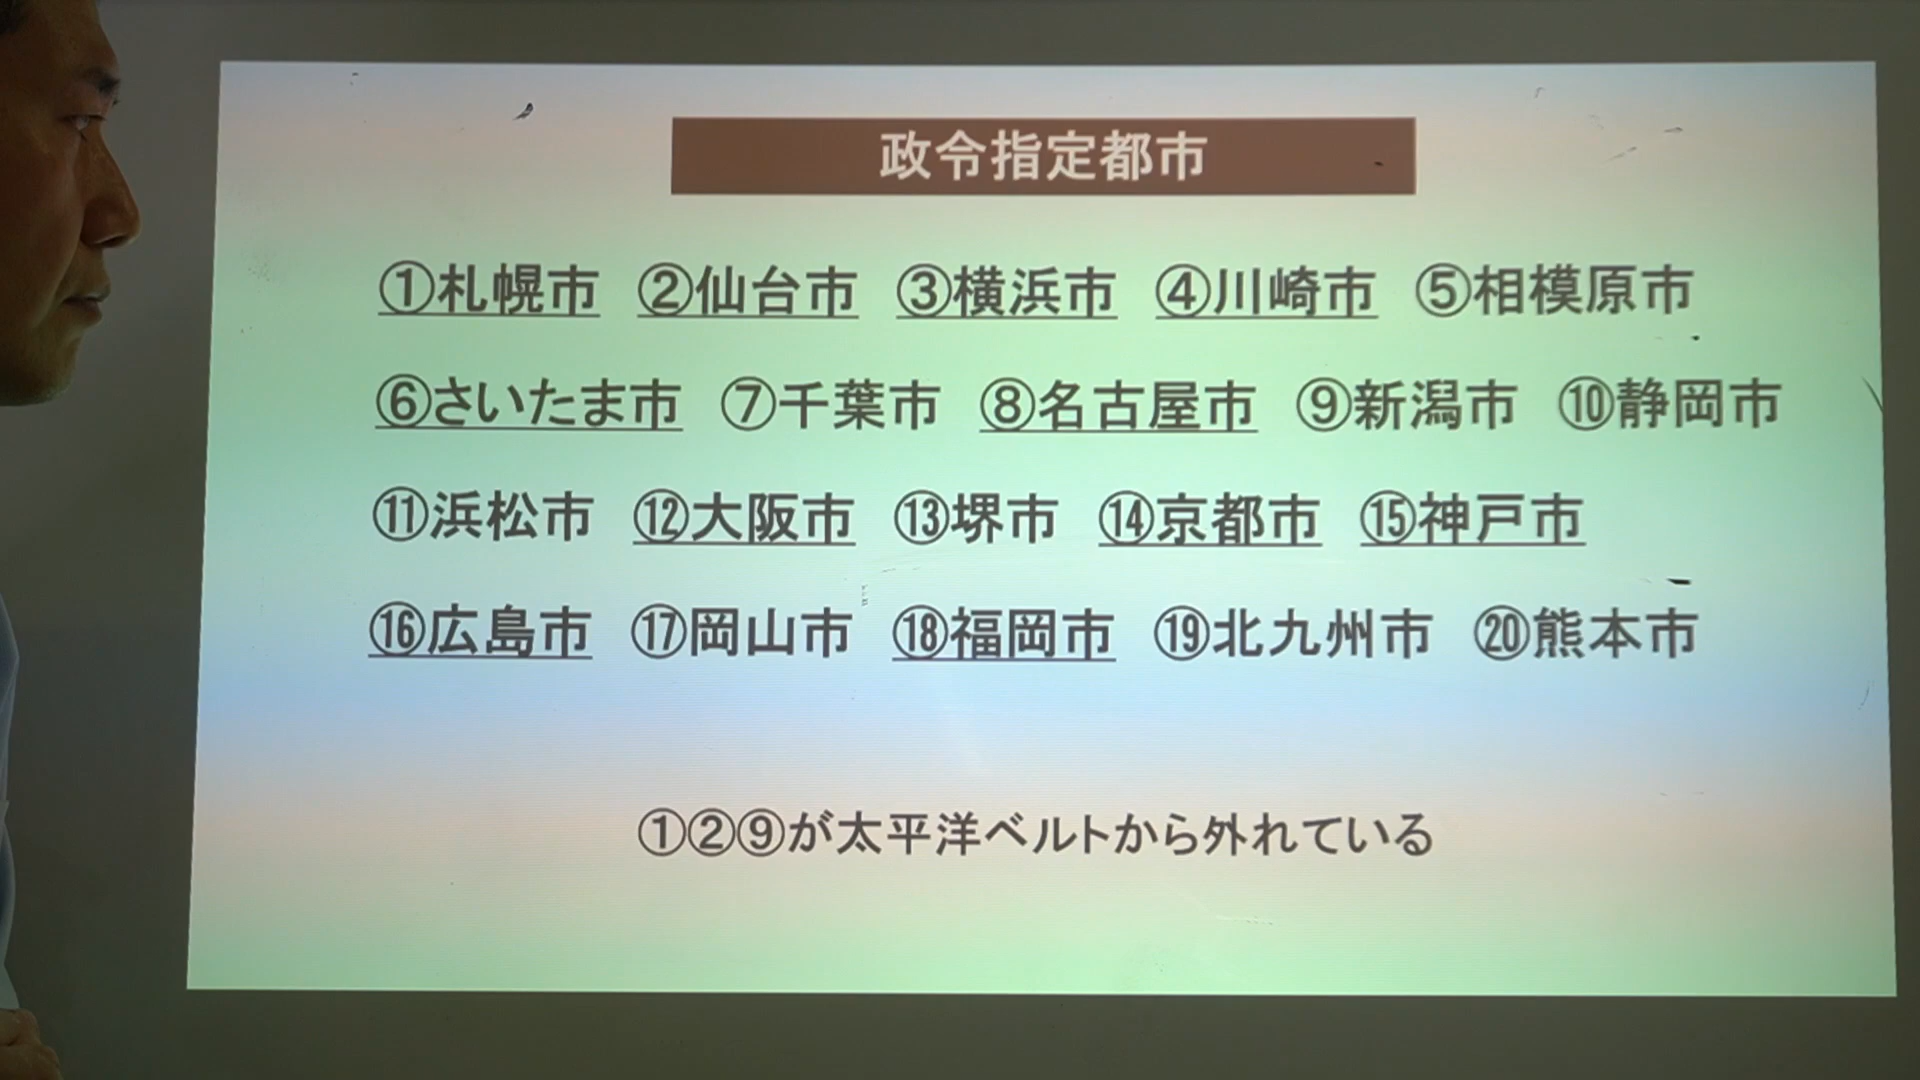 政令指定都市
①札幌市 ②仙台市 ③横浜市 ④川崎市 ⑤相模原市
⑥さいたま市 ⑦千葉市 ⑧名古屋市 ⑨新潟市 ⑩静岡市
⑪浜松市 ⑫大阪市 ⑬堺市 ⑭京都市 ⑮神戸市
⑯広島市 ⑰岡山市 ⑱福岡市 ⑲北九州市 ⑳熊本市
①②⑨が太平洋ベルトから外れている